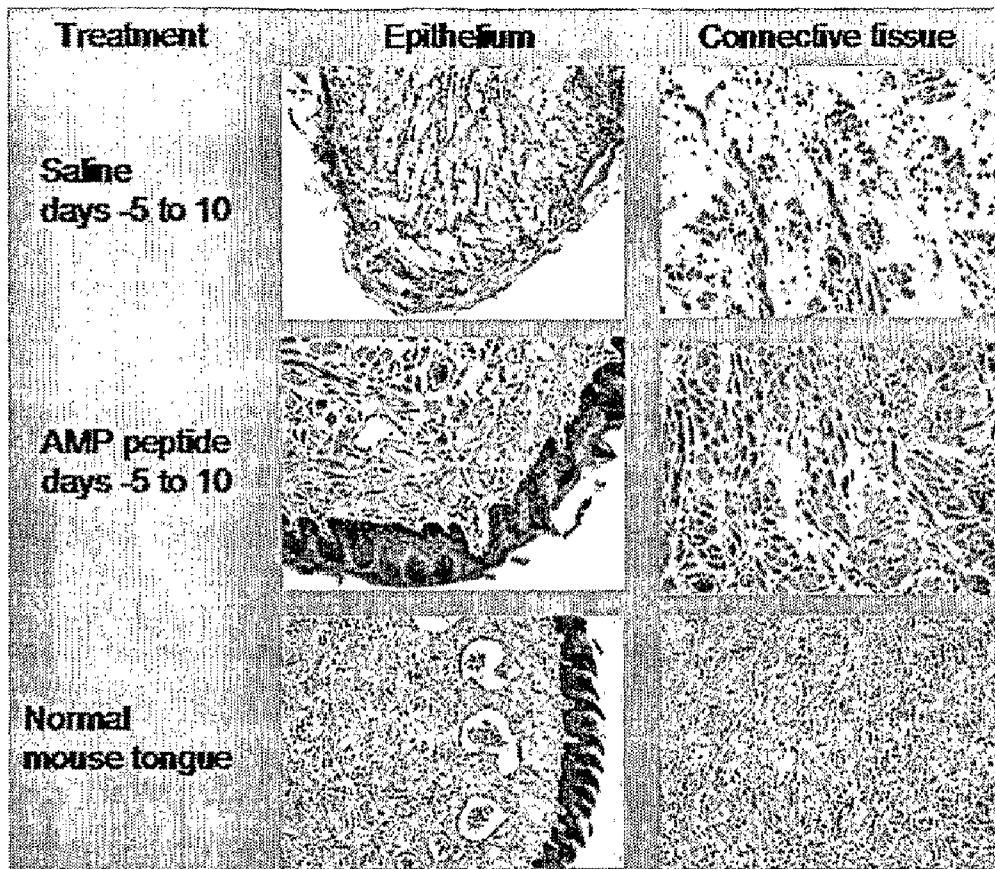 Treatment
Epithelium
Connective tissue
Saline
days -5 to 10
AMP peptide
days -5 to 10
Normal
mouse tongue